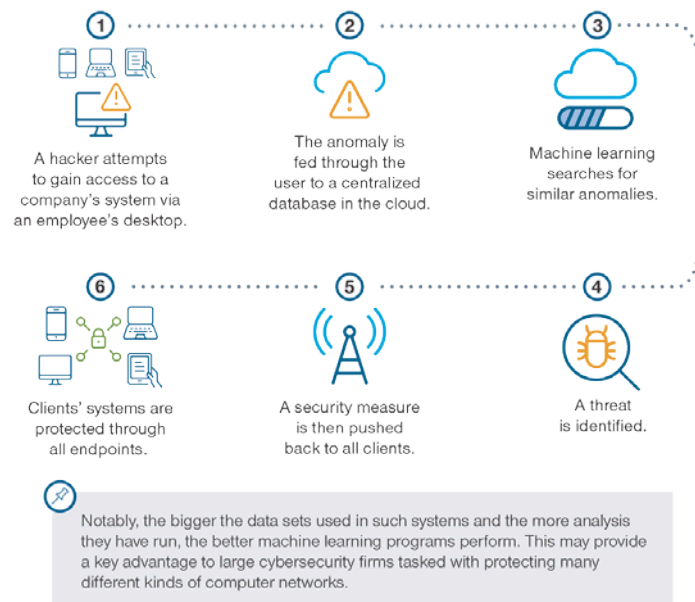 1
A hacker attempts
to gain access to a
company's system via
an employee's desktop.
2
The anomaly is
fed through the
user to a centralized
database in the cloud.
3
Machine learning
searches for
similar anomalies.
4
A threat
is identified.
5
A security measure
is then pushed
back to all clients.
6
Clients' systems are
protected through
all endpoints.
Notably, the bigger the data sets used in such systems and the more analysis
they have run, the better machine learning programs perform. This may provide
a key advantage to large cybersecurity firms tasked with protecting many
different kinds of computer networks.